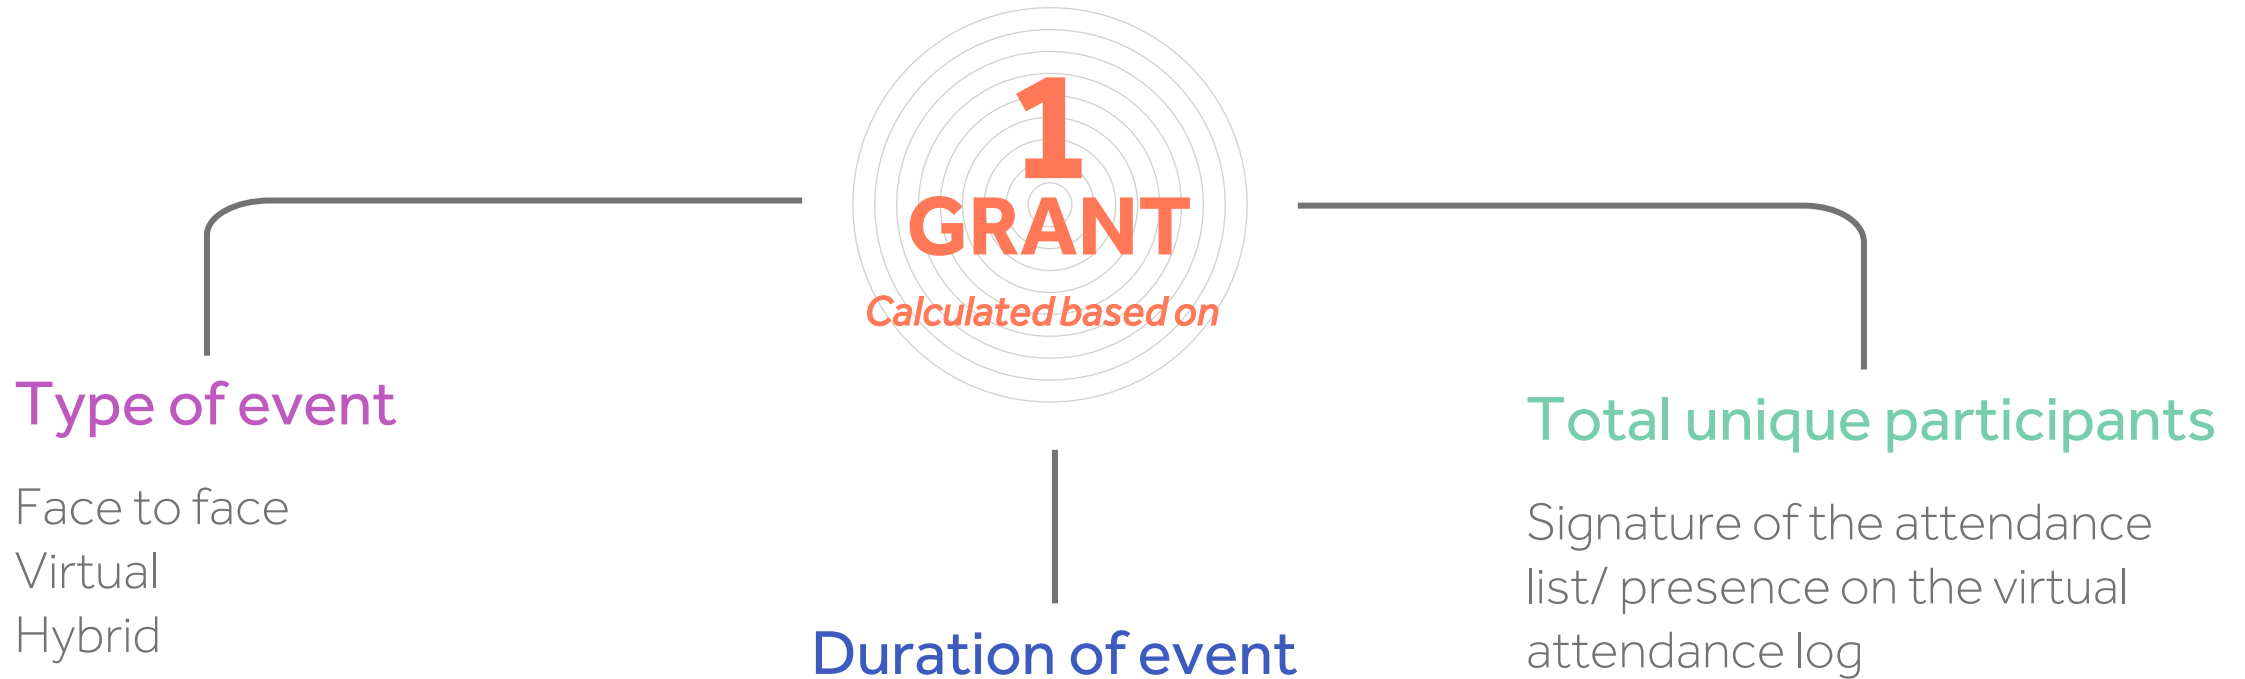 1
GRANT
Calculated based on
Type of event
Face to face
Virtual
Hybrid
Duration of event
Total unique participants
Signature of the attendance
list/ presence on the virtual
attendance log